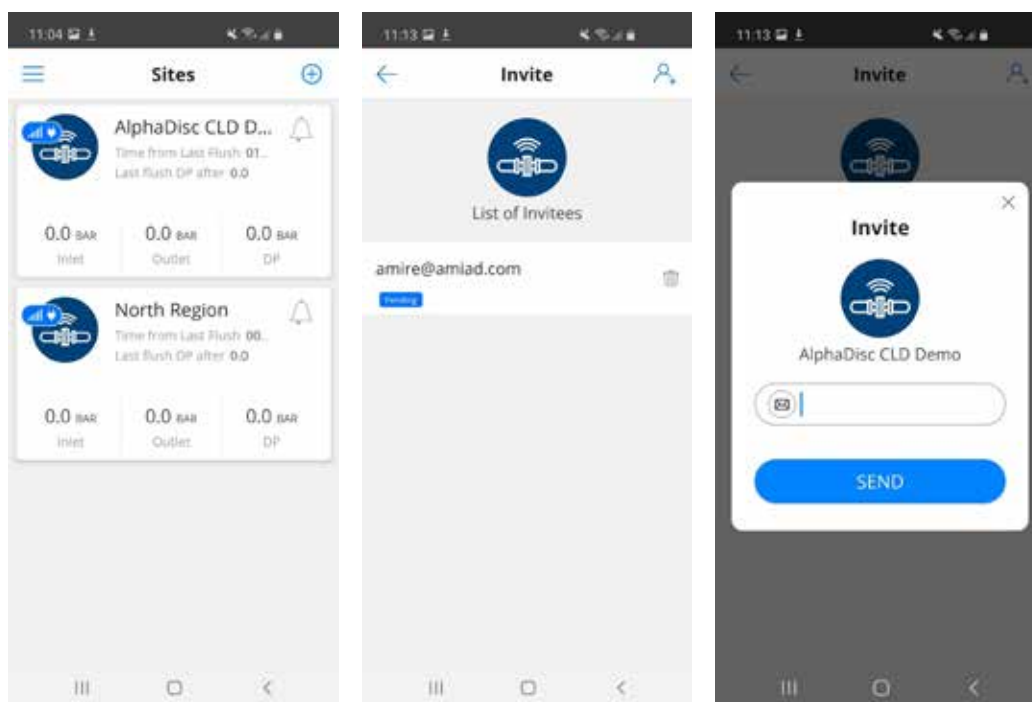 11:04
Sites
AlphaDisc CLD D...
Time from Last Flush 01..
Last flush DP after 0.0
0.0 BAR 0.0 BAR 0.0 BAR
Inlet Outlet DP
North Region
Time from Last Flush 00..
Last flush DP after 0.0
0.0 BAR 0.0 BAR 0.0 BAR
Inlet Outlet DP
11:13
Invite
List of Invitees
amire@amiad.com
Pending
11:13
Invite
Invite
AlphaDisc CLD Demo
SEND